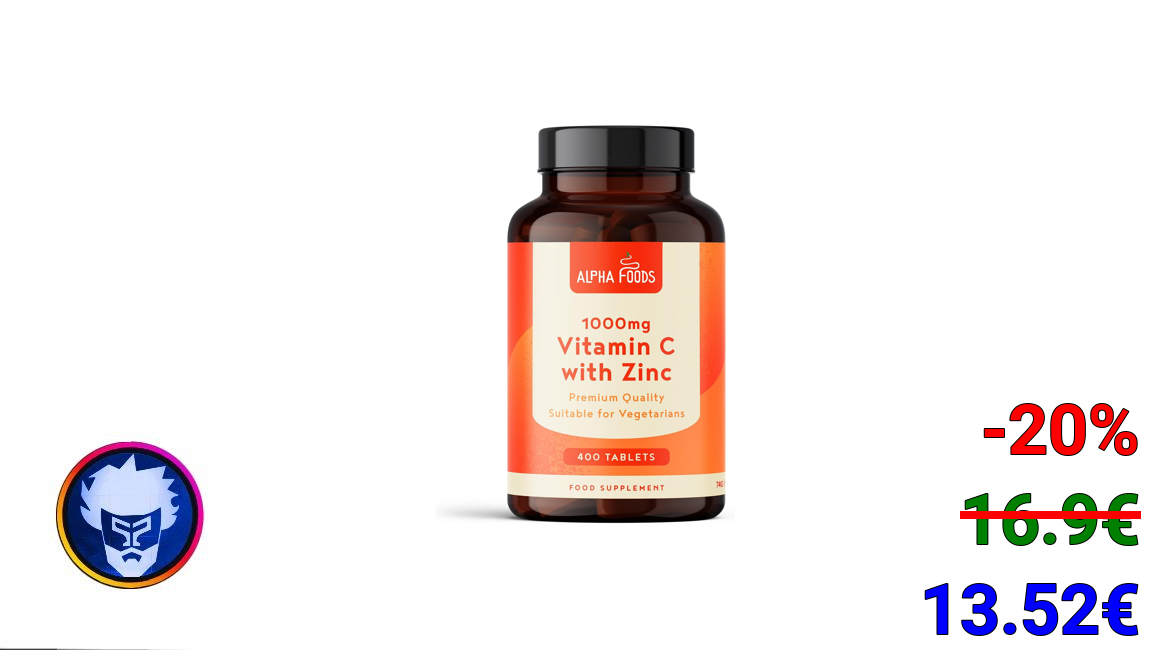 ALPHA FOODS
1000mg
Vitamin C
with Zinc
Premium Quality
Suitable for Vegetarians
400 TABLETS
FOOD SUPPLEMENT
-20%
16.9€
13.52€